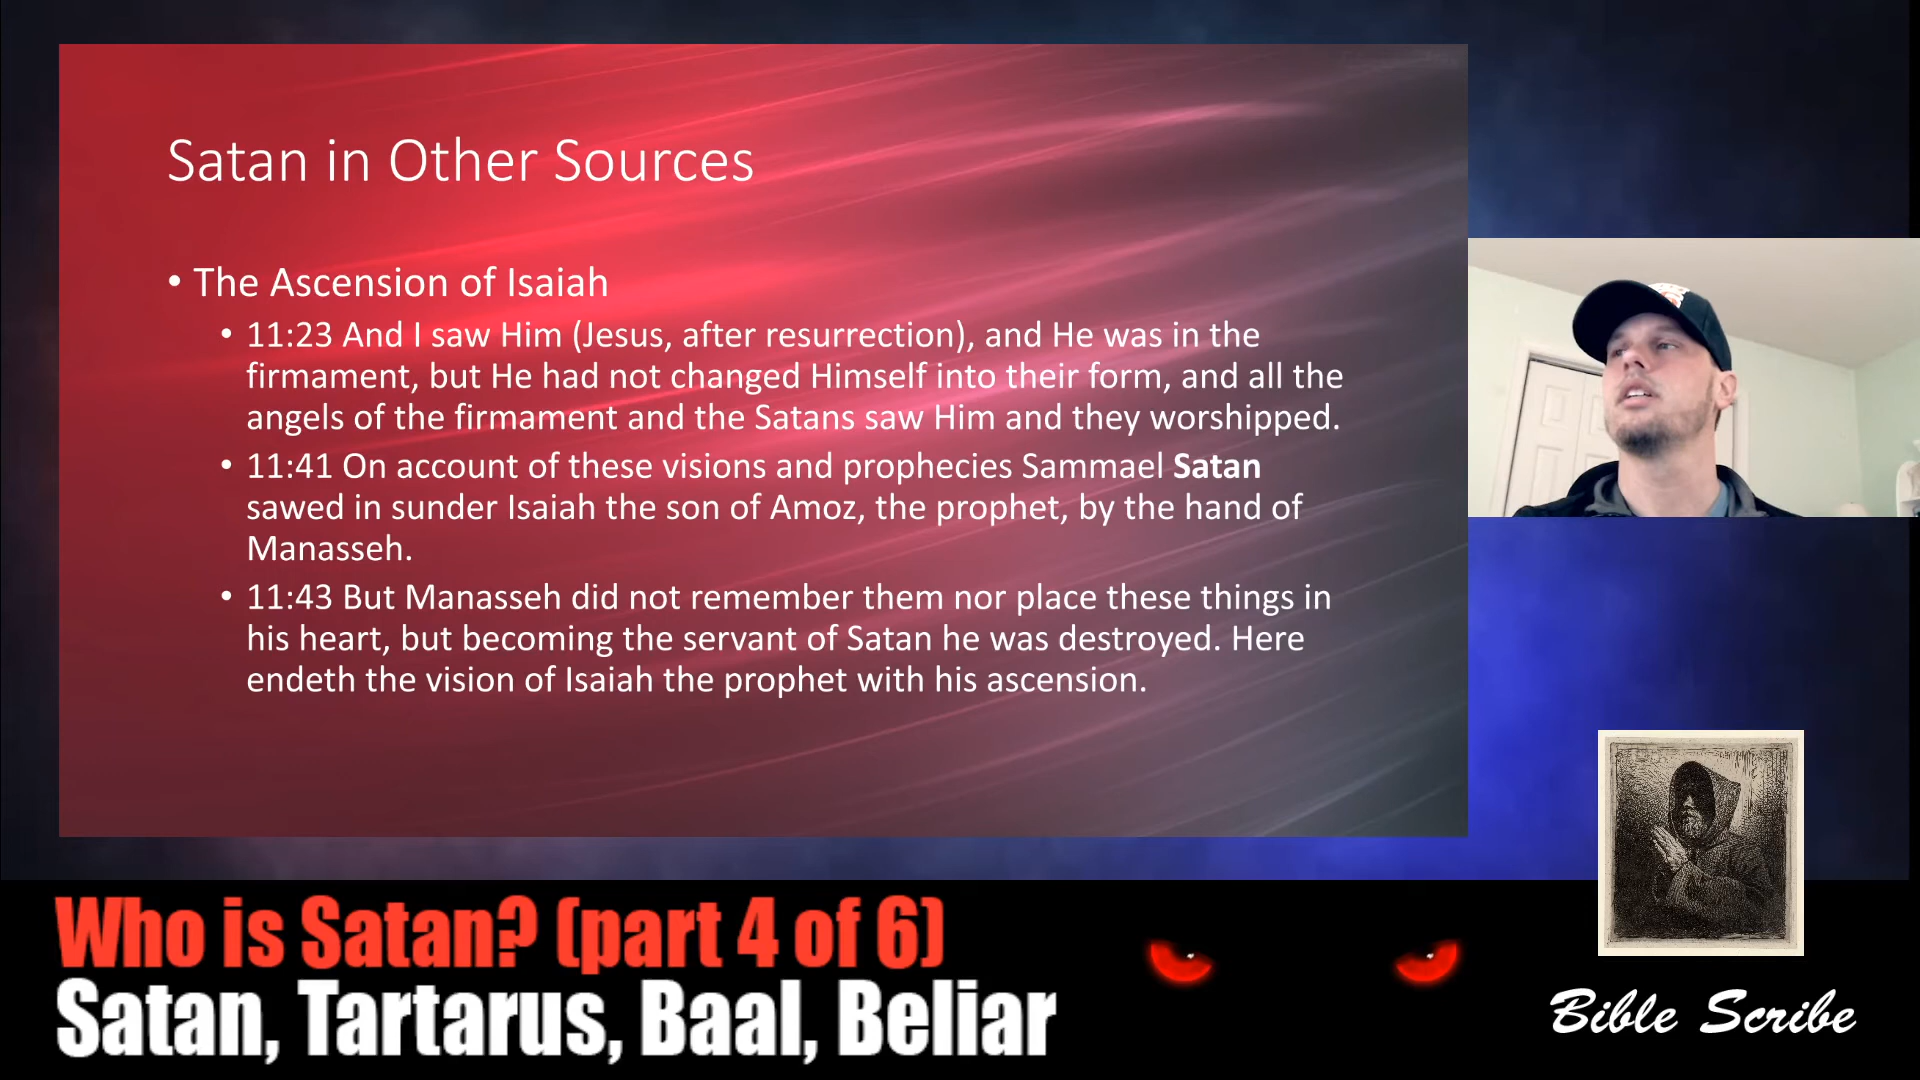 Satan in Other Sources
• The Ascension of Isaiah
• 11:23 And I saw Him (Jesus, after resurrection), and He was in the
firmament, but He had not changed Himself into their form, and all the
angels of the firmament and the Satans saw Him and they worshipped.
• 11:41 On account of these visions and prophecies Sammael Satan
sawed in sunder Isaiah the son of Amoz, the prophet, by the hand of
Manasseh.
• 11:43 But Manasseh did not remember them nor place these things in
his heart, but becoming the servant of Satan he was destroyed. Here
endeth the vision of Isaiah the prophet with his ascension.
Who is Satan? (part 4 of 6)
Satan, Tartarus, Baal, Beliar
Bible Scribe